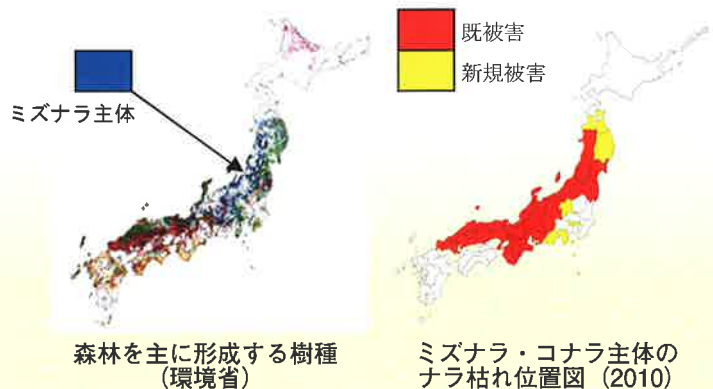 ミズナラ主体
既被害
新規被害
森林を主に形成する樹種
(環境省)
ミズナラ・コナラ主体の
ナラ枯れ位置図(2010)